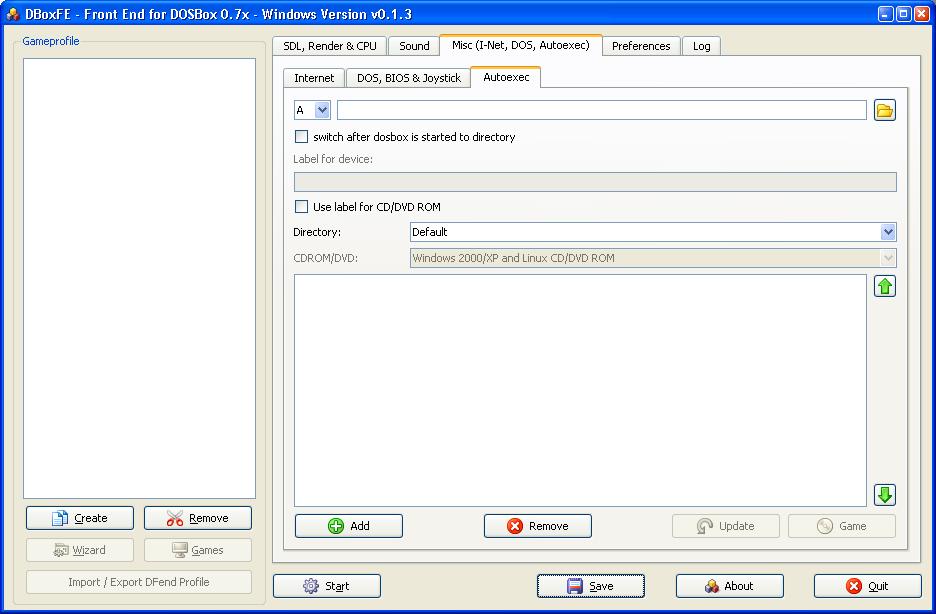 DBoxFE - Front End for DOSBox 0.7x - Windows Version v0.1.3
Gameprofile
SDL, Render & CPU Sound Misc (I-Net, DOS, Autoexec) Preferences Log
Internet DOS, BIOS & Joystick Autoexec
A
switch after dosbox is started to directory
Label for device:
Use label for CD/DVD ROM
Directory: Default
CDROM/DVD: Windows 2000/XP and Linux CD/DVD ROM
Create Remove
Add Remove Update Game
Wizard Games
Import / Export DFend Profile
Start Save About Quit